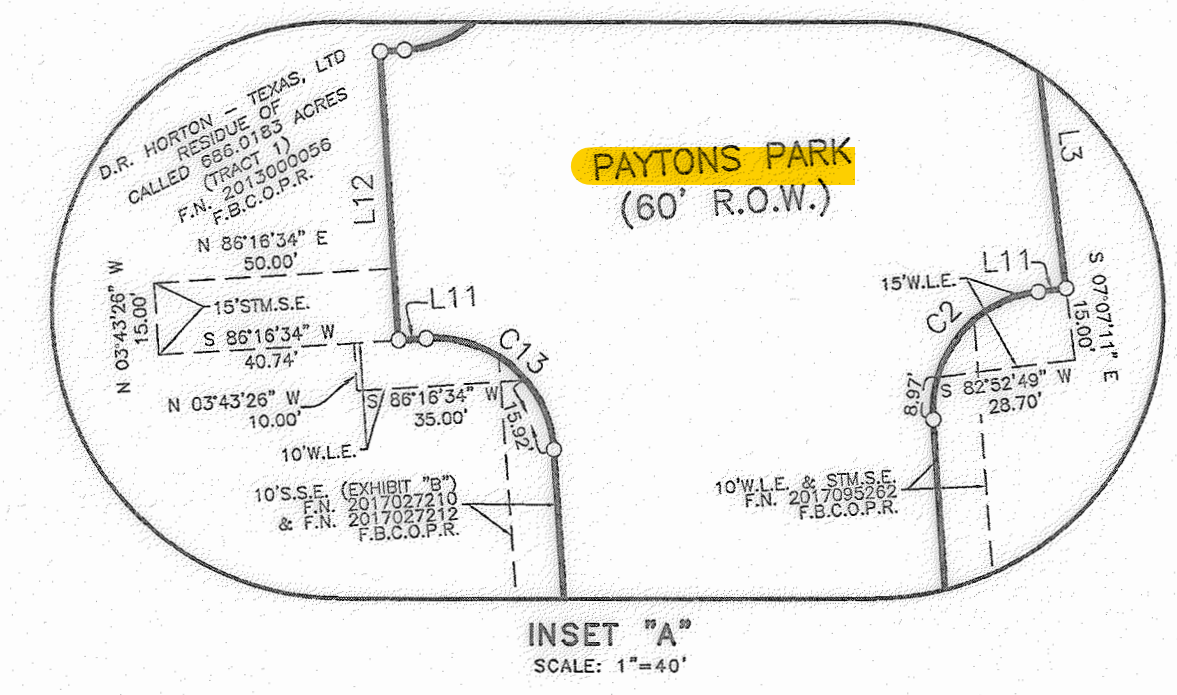 D.R. HORTON - TEXAS, LTD
RESIDUE OF
CALLED 686.0183 ACRES
(TRACT 1)
F.N. 2013000056
F.B.C.O.P.R.
L12
N 86°16'34" E
50.00'
N 03°43'26" W
15.00'
15'STM.S.E.
S 86°16'34" W
40.74'
L11
C13
N 03°43'26" W
10.00'
S 86°16'34" W
35.00'
15.92'
10'W.L.E.
10'S.S.E. (EXHIBIT "B")
F.N. 2017027210
& F.N. 2017027212
F.B.C.O.P.R.
PAYTONS PARK
(60' R.O.W.)
L3
15'W.L.E.
L11
C2
S 07°07'11" E
15.00'
8.97'
S 82°52'49" W
28.70'
10'W.L.E. & STM.S.E.
F.N. 2017095262
F.B.C.O.P.R.
INSET "A"
SCALE: 1"=40'